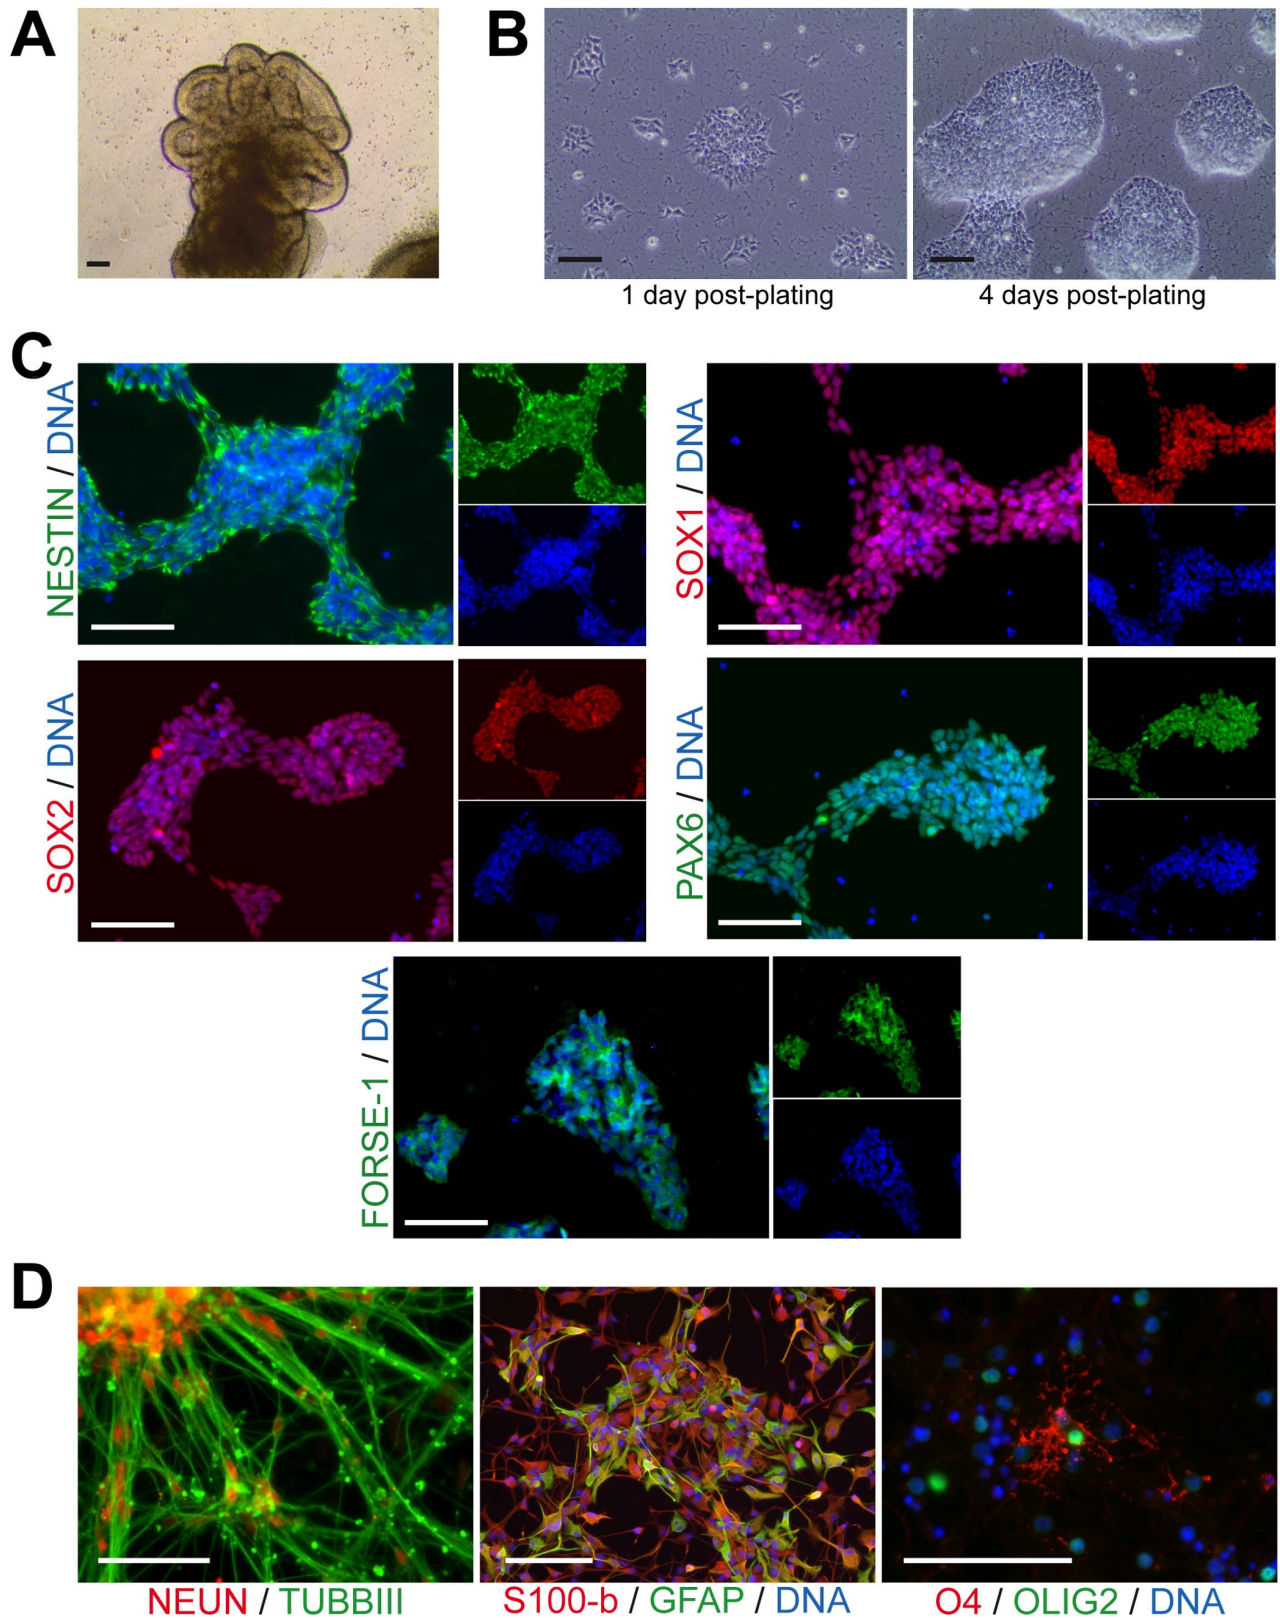 A
B
1 day post-plating
4 days post-plating
C
NESTIN / DNA
SOX1 / DNA
SOX2 / DNA
PAX6 / DNA
FORSE-1 / DNA
D
NEUN / TUBBIII
S100-b / GFAP / DNA
O4 / OLIG2 / DNA